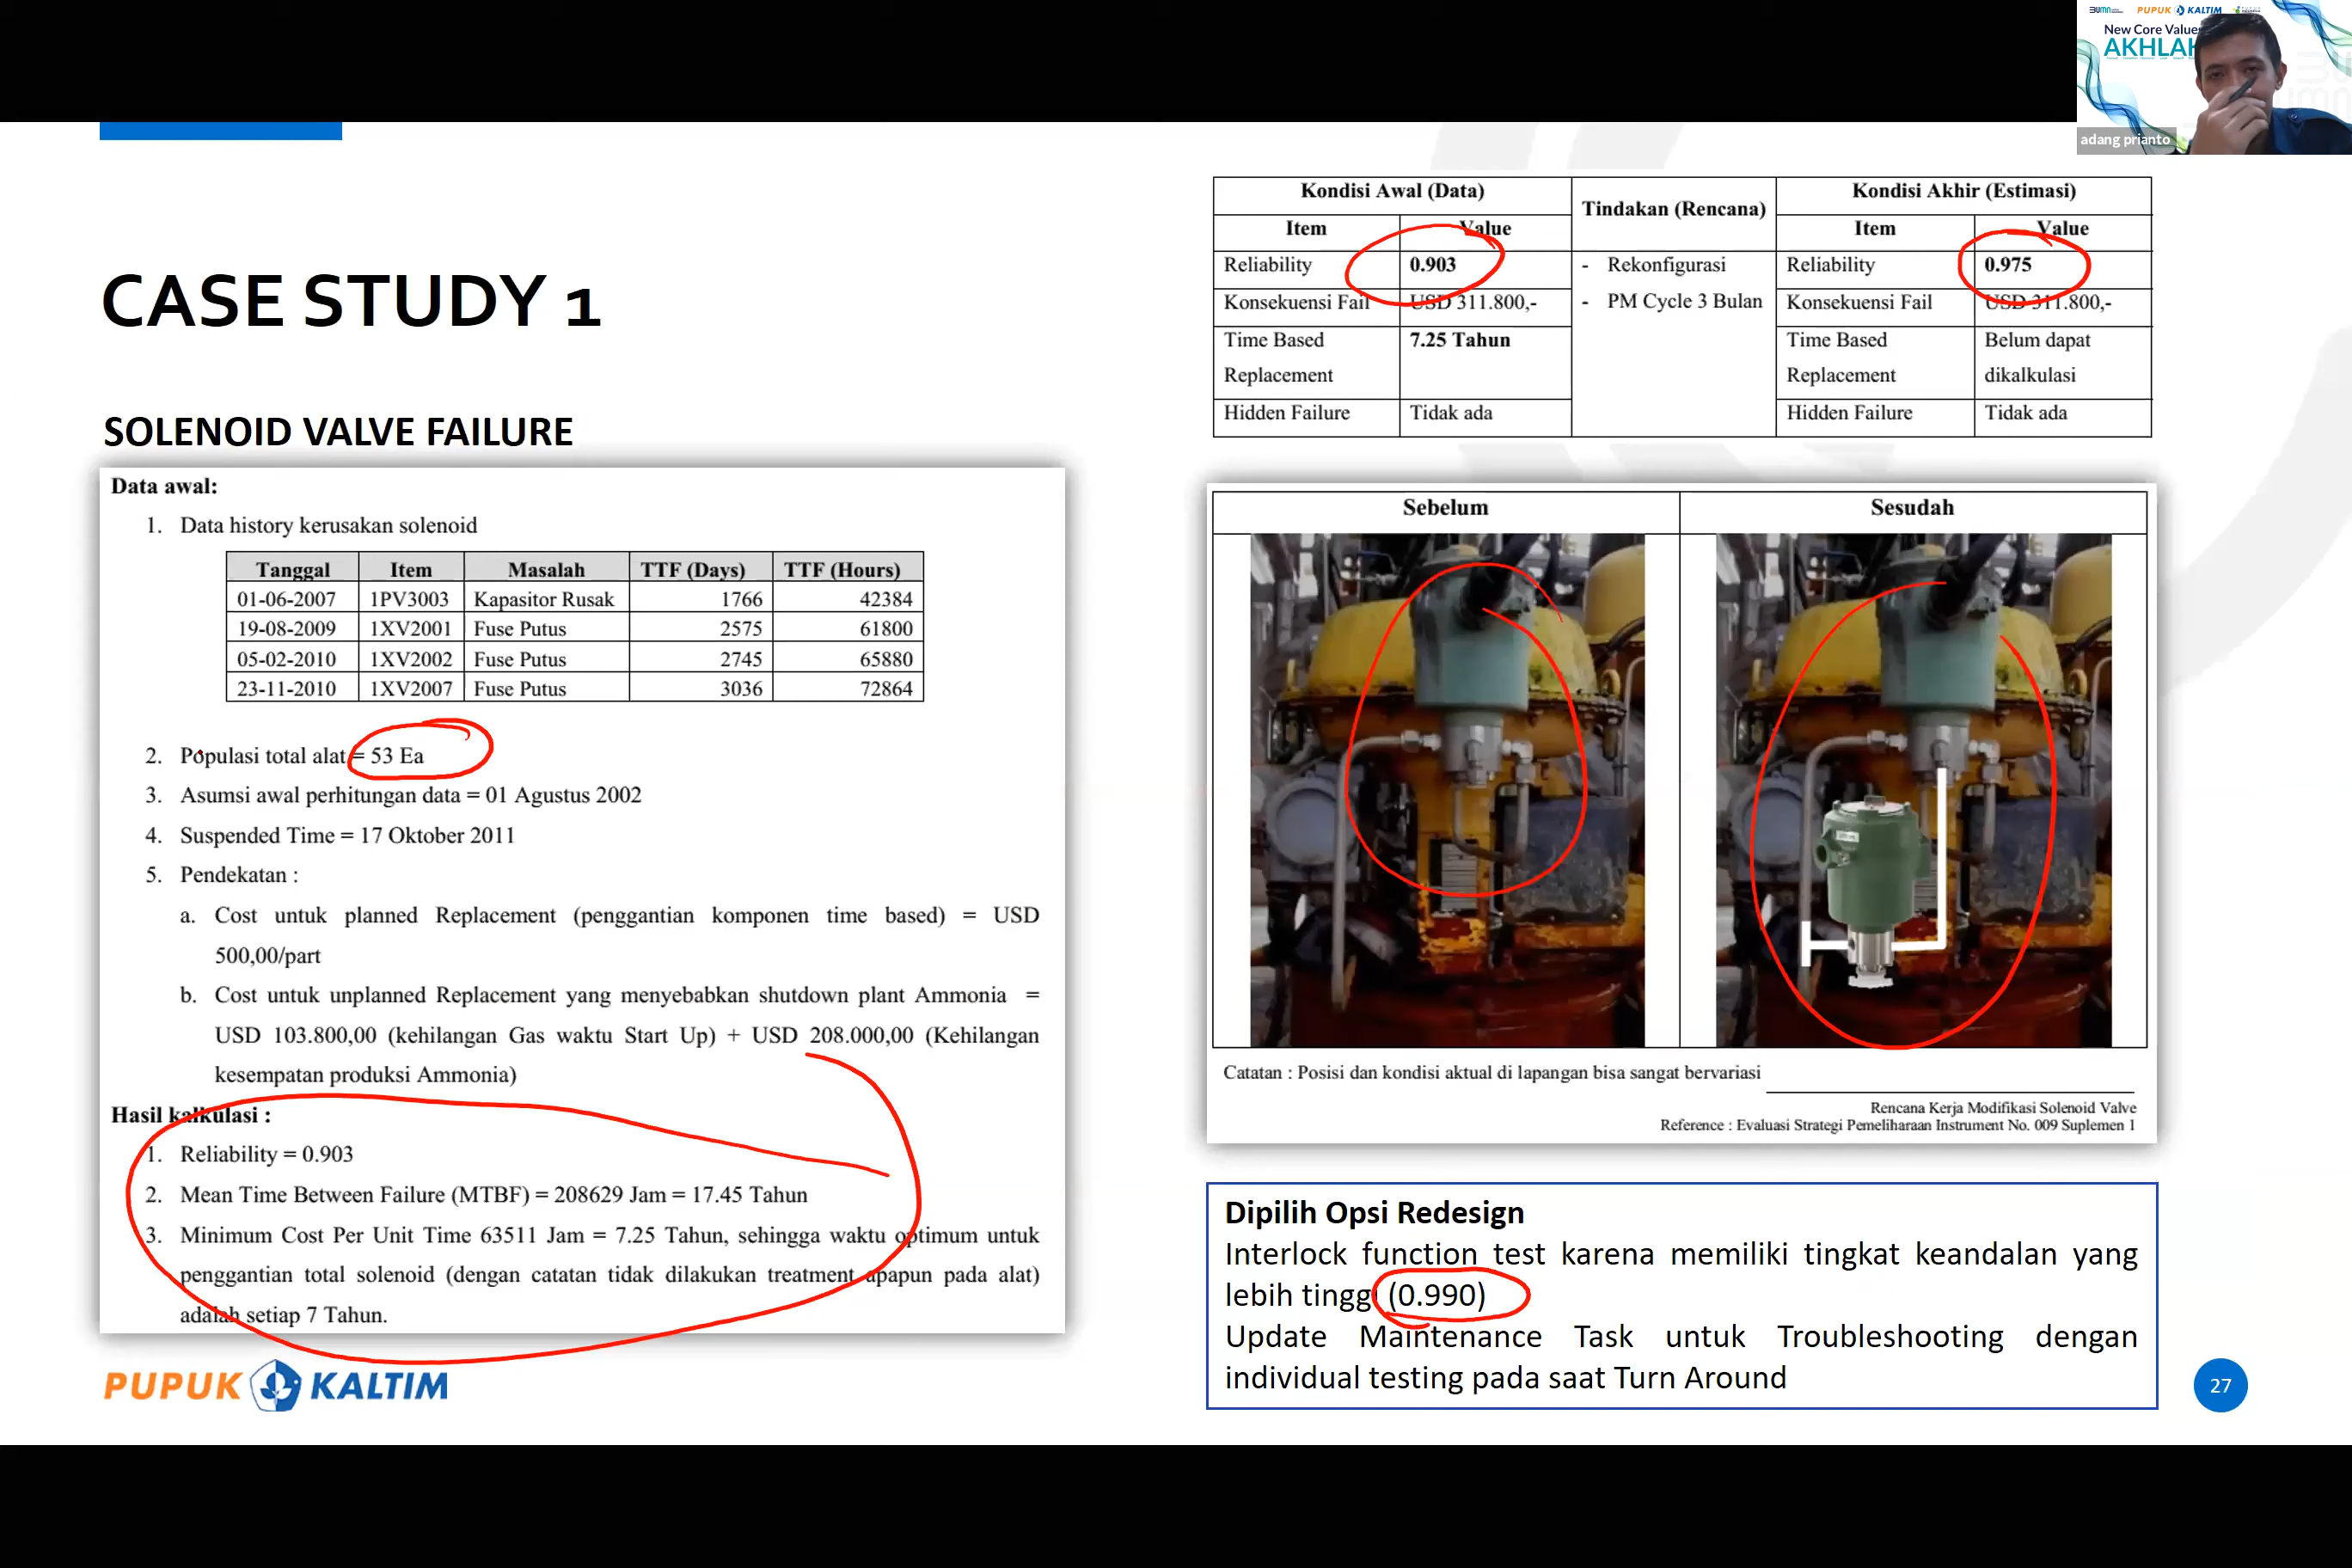 BUMN
PUPUK KALTIM
New Core Values
AKHLAK
adang prianto
CASE STUDY 1
SOLENOID VALVE FAILURE
Data awal:
1. Data history kerusakan solenoid
Tanggal Item Masalah TTF (Days) TTF (Hours)
01-06-2007 1PV3003 Kapasitor Rusak 1766 42384
19-08-2009 1XV2001 Fuse Putus 2575 61800
05-02-2010 1XV2002 Fuse Putus 2745 65880
23-11-2010 1XV2007 Fuse Putus 3036 72864
2. Populasi total alat = 53 Ea
3. Asumsi awal perhitungan data = 01 Agustus 2002
4. Suspended Time = 17 Oktober 2011
5. Pendekatan :
a. Cost untuk planned Replacement (penggantian komponen time based) = USD
500,00/part
b. Cost untuk unplanned Replacement yang menyebabkan shutdown plant Ammonia =
USD 103.800,00 (kehilangan Gas waktu Start Up) + USD 208.000,00 (Kehilangan
kesempatan produksi Ammonia)
Hasil kalkulasi :
1. Reliability = 0.903
2. Mean Time Between Failure (MTBF) = 208629 Jam = 17.45 Tahun
3. Minimum Cost Per Unit Time 63511 Jam = 7.25 Tahun, sehingga waktu optimum untuk
penggantian total solenoid (dengan catatan tidak dilakukan treatment apapun pada alat)
adalah setiap 7 Tahun.
PUPUK KALTIM
Kondisi Awal (Data) Tindakan (Rencana) Kondisi Akhir (Estimasi)
Item Value Item Value
Reliability 0.903 - Rekonfigurasi Reliability 0.975
Konsekuensi Fail USD 311.800,- - PM Cycle 3 Bulan Konsekuensi Fail USD 311.800,-
Time Based 7.25 Tahun Time Based Belum dapat
Replacement Replacement dikalkulasi
Hidden Failure Tidak ada Hidden Failure Tidak ada
Sebelum Sesudah
Catatan : Posisi dan kondisi aktual di lapangan bisa sangat bervariasi
Rencana Kerja Modifikasi Solenoid Valve
Reference : Evaluasi Strategi Pemeliharaan Instrument No. 009 Suplemen 1
Dipilih Opsi Redesign
Interlock function test karena memiliki tingkat keandalan yang
lebih tinggi (0.990)
Update Maintenance Task untuk Troubleshooting dengan
individual testing pada saat Turn Around
27